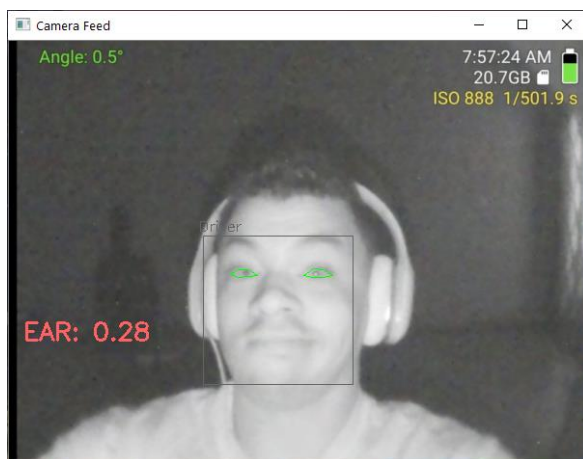 Camera Feed
Angle: 0.5°
7:57:24 AM
20.7GB
ISO 888 1/501.9 s
Driver
EAR: 0.28